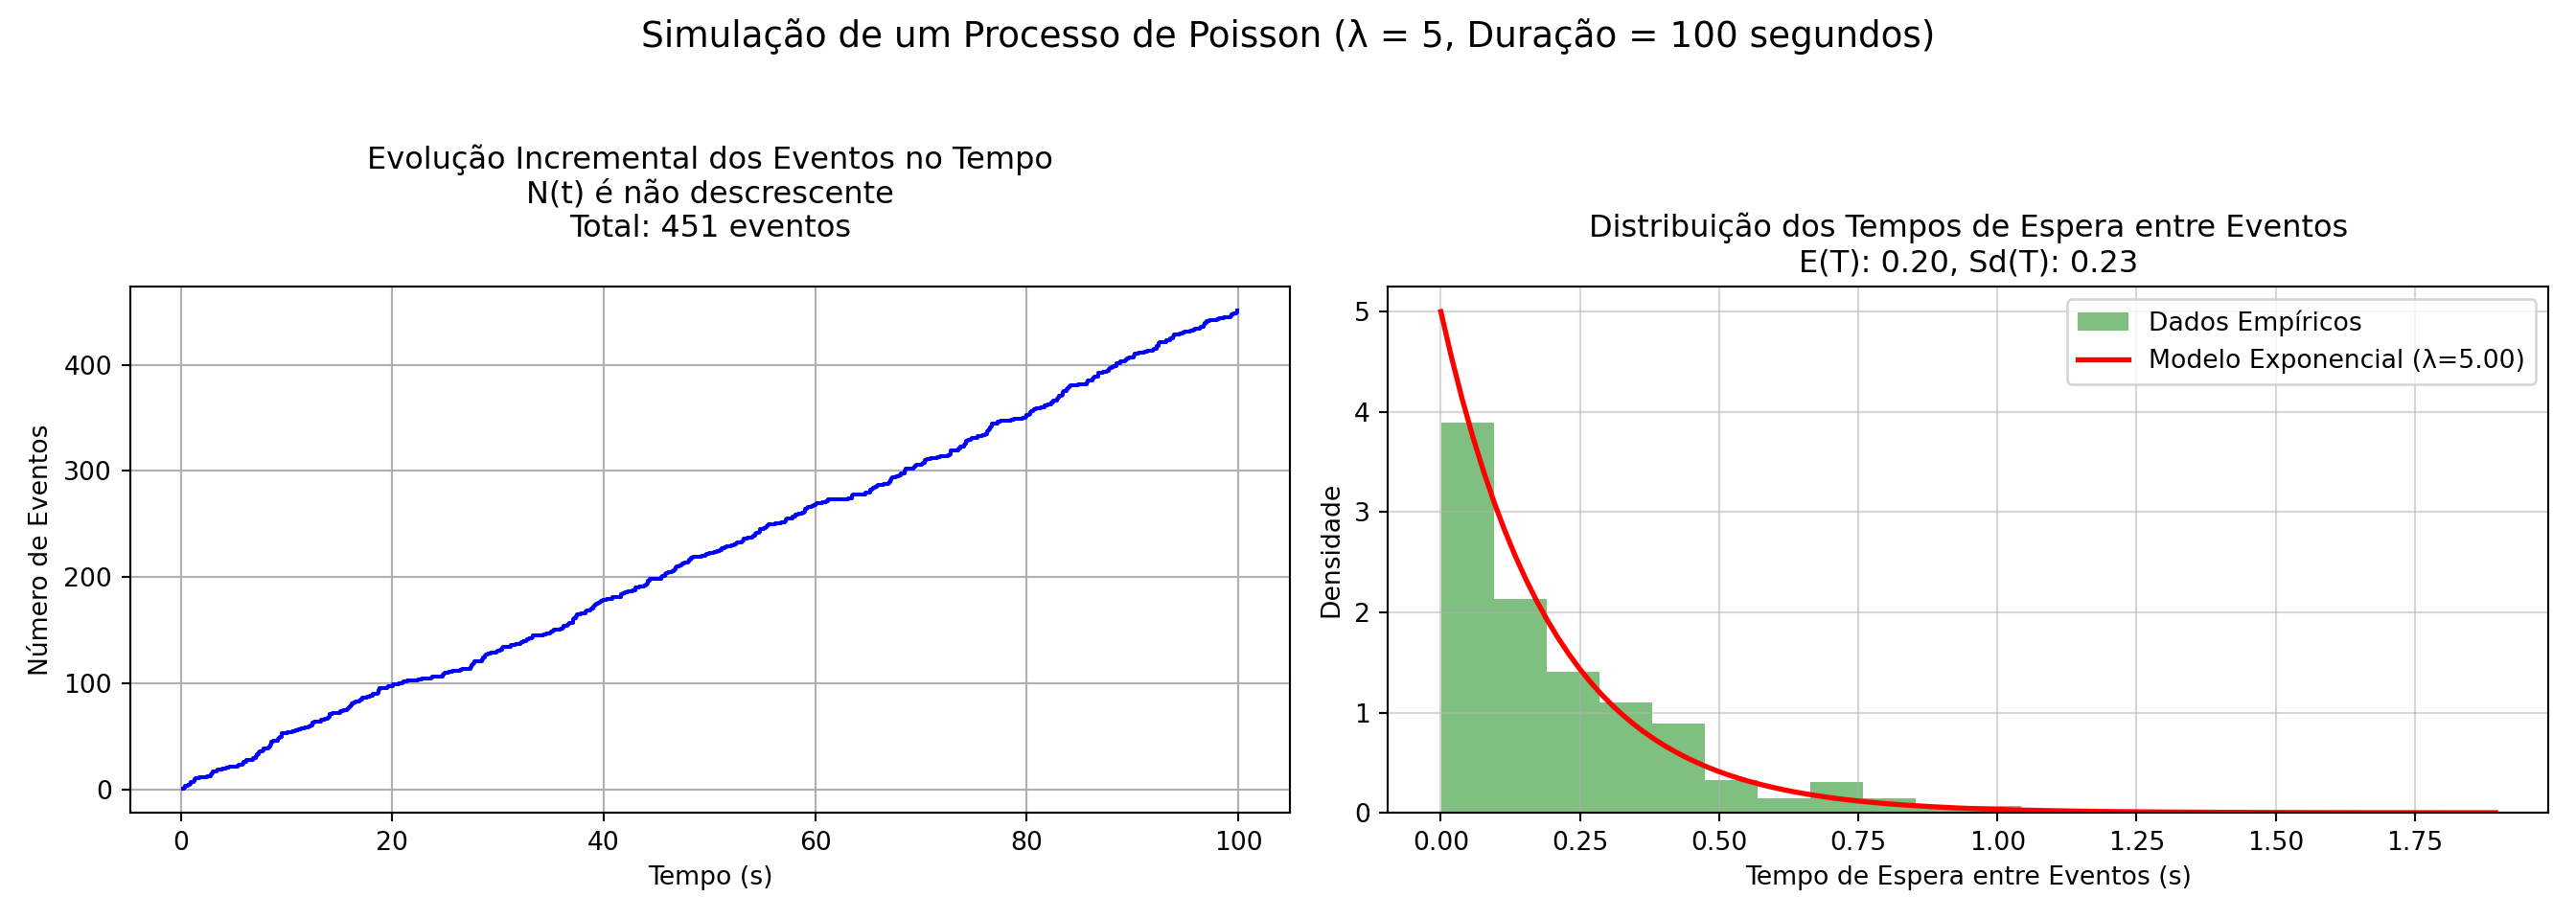 Simulação de um Processo de Poisson (λ = 5, Duração = 100 segundos)
Evolução Incremental dos Eventos no Tempo
N(t) é não descrescente
Total: 451 eventos
Número de Eventos
400
300
200
100
0
0 20 40 60 80 100
Tempo (s)
Distribuição dos Tempos de Espera entre Eventos
E(T): 0.20, Sd(T): 0.23
Dados Empíricos
Modelo Exponencial (λ=5.00)
Densidade
5
4
3
2
1
0
0.00 0.25 0.50 0.75 1.00 1.25 1.50 1.75
Tempo de Espera entre Eventos (s)